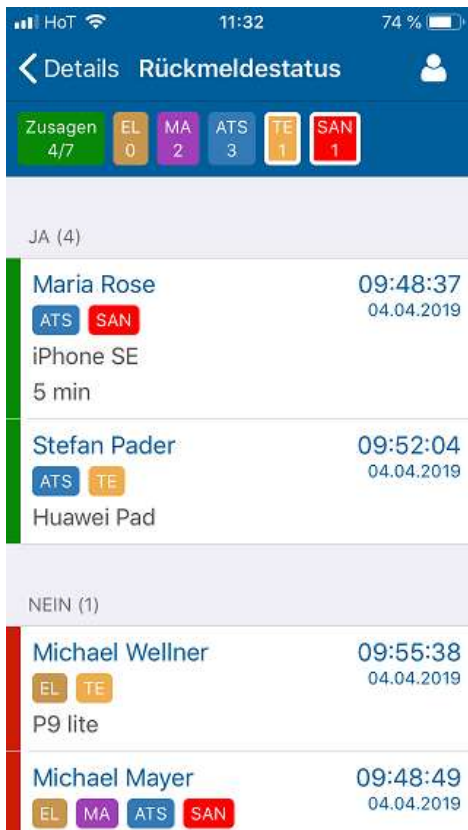 HoT 11:32 74 %
Details Rückmeldestatus
Zusagen EL MA ATS TE SAN
4/7 0 2 3 1 1
JA (4)
Maria Rose 09:48:37
ATS SAN 04.04.2019
iPhone SE
5 min
Stefan Pader 09:52:04
ATS TE 04.04.2019
Huawei Pad
NEIN (1)
Michael Wellner 09:55:38
EL TE 04.04.2019
P9 lite
Michael Mayer 09:48:49
EL MA ATS SAN 04.04.2019